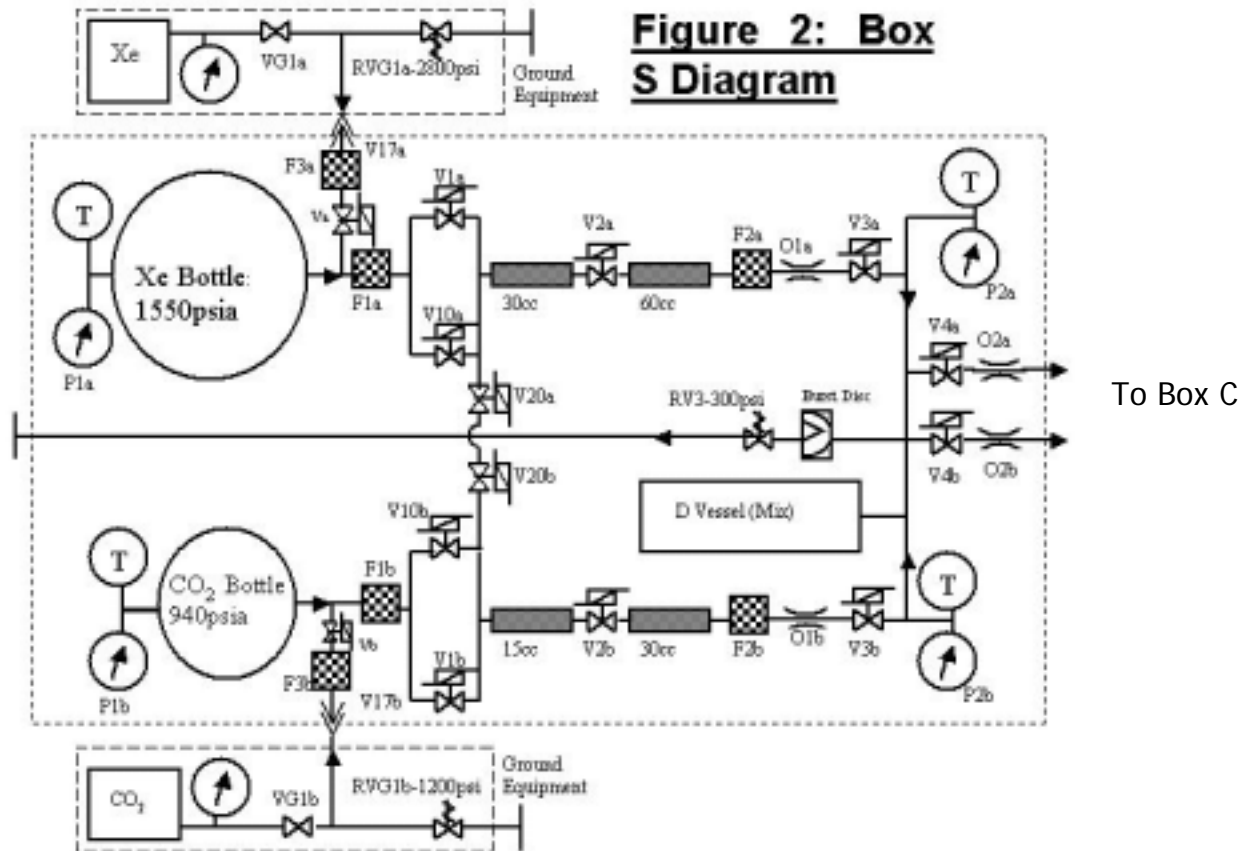 Figure 2: Box
S Diagram
Xe
VG1a
RVG1a-2800psi
Ground
Equipment
F3a
V17a
Va
T
Xe Bottle:
1550psia
P1a
F1a
V1a
V10a
30cc
V2a
60cc
F2a
O1a
V3a
T
P2a
V4a
O2a
To Box C
V20a
RV3-300psi
Burst Disc
V4b
O2b
V20b
D Vessel (Mix)
V10b
T
CO2 Bottle
940psia
P1b
F1b
Vb
F3b
V17b
V1b
15cc
V2b
30cc
F2b
O1b
V3b
T
P2b
CO2
VG1b
RVG1b-1200psi
Ground
Equipment